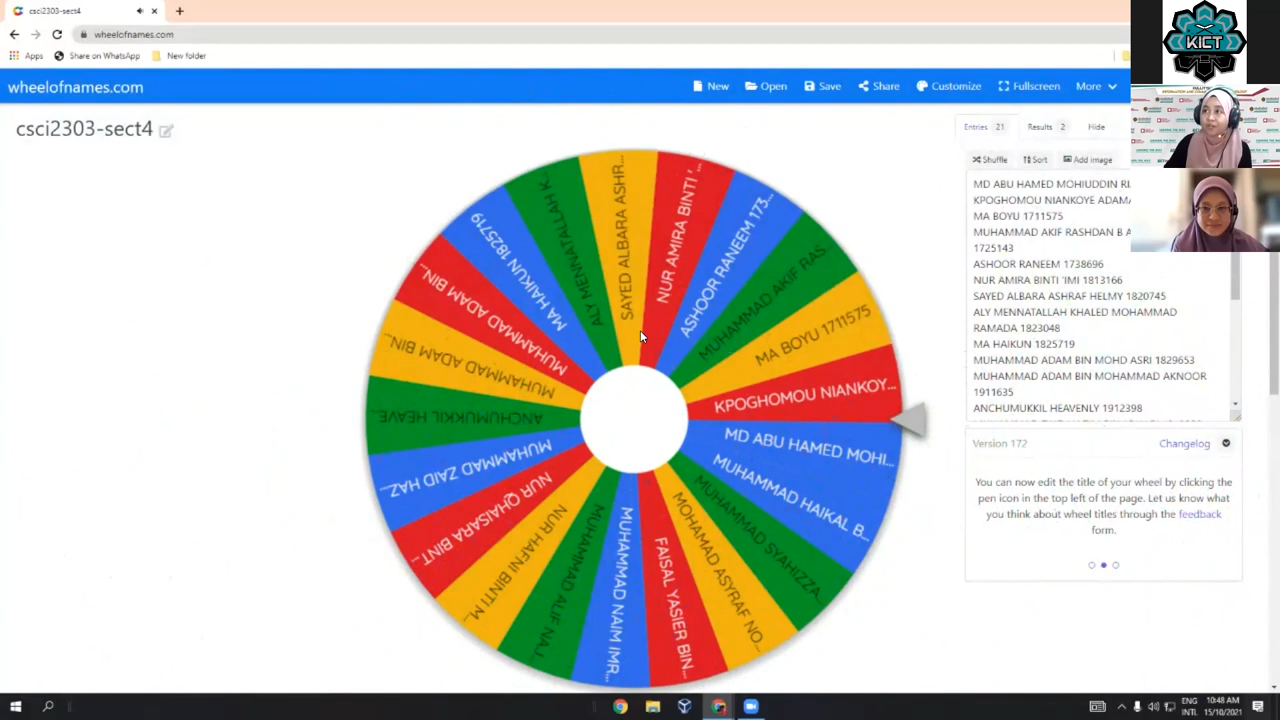 csci2303-sect4
wheelofnames.com
Apps
Share on WhatsApp
New folder
wheelofnames.com
New
Open
Save
Share
Customize
Fullscreen
More
csci2303-sect4
Entries 21
Results 2
Hide
Shuffle
Sort
Add image
MD ABU HAMED MOHIUDDIN
KPOGHOMOU NIANKOYE
MA BOYU 1711575
MUHAMMAD AKIF RASHDAN B
1725143
ASHOOR RANEEM 1738696
NUR AMIRA BINTI 'IMI 1813166
SAYED ALBARA ASHRAF HELMY 1820745
ALY MENNATALLAH KHALED MOHAMMAD
RAMADA 1823048
MA HAIKUN 1825719
MUHAMMAD ADAM BIN MOHD ASRI 1829653
MUHAMMAD ADAM BIN MOHAMMAD AKNOOR
1911635
ANCHUMUKKIL HEAVENLY 1912398
SAYED ALBARA ASHR...
NUR AMIRA BINTI '...
ASHOOR RANEEM 173...
MUHAMMAD AKIF RAS...
MA BOYU 1711575
KPOGHOMOU NIANKOY...
MD ABU HAMED MOHI...
MUHAMMAD HAIKAL B...
MUHAMMAD SYAHIZZA...
MOHAMAD ASYRAF NO...
FAISAL YASIER BIN...
MUHAMMAD NAIM IMR...
MUHAMMAD ALIF NAJ...
NUR HAFNI BINTI M...
NUR QHAISARA BINT...
MUHAMMAD ZAID HAZ...
ANCHUMUKKIL HEAVE...
MUHAMMAD ADAM BIN...
MUHAMMAD ADAM BIN...
MA HAIKUN 1825719
ALY MENNATALLAH K...
Version 172
Changelog
You can now edit the title of your wheel by clicking the
pen icon in the top left of the page. Let us know what
you think about wheel titles through the feedback
form.
KICT
ENG
INTL
10:48 AM
15/10/2021